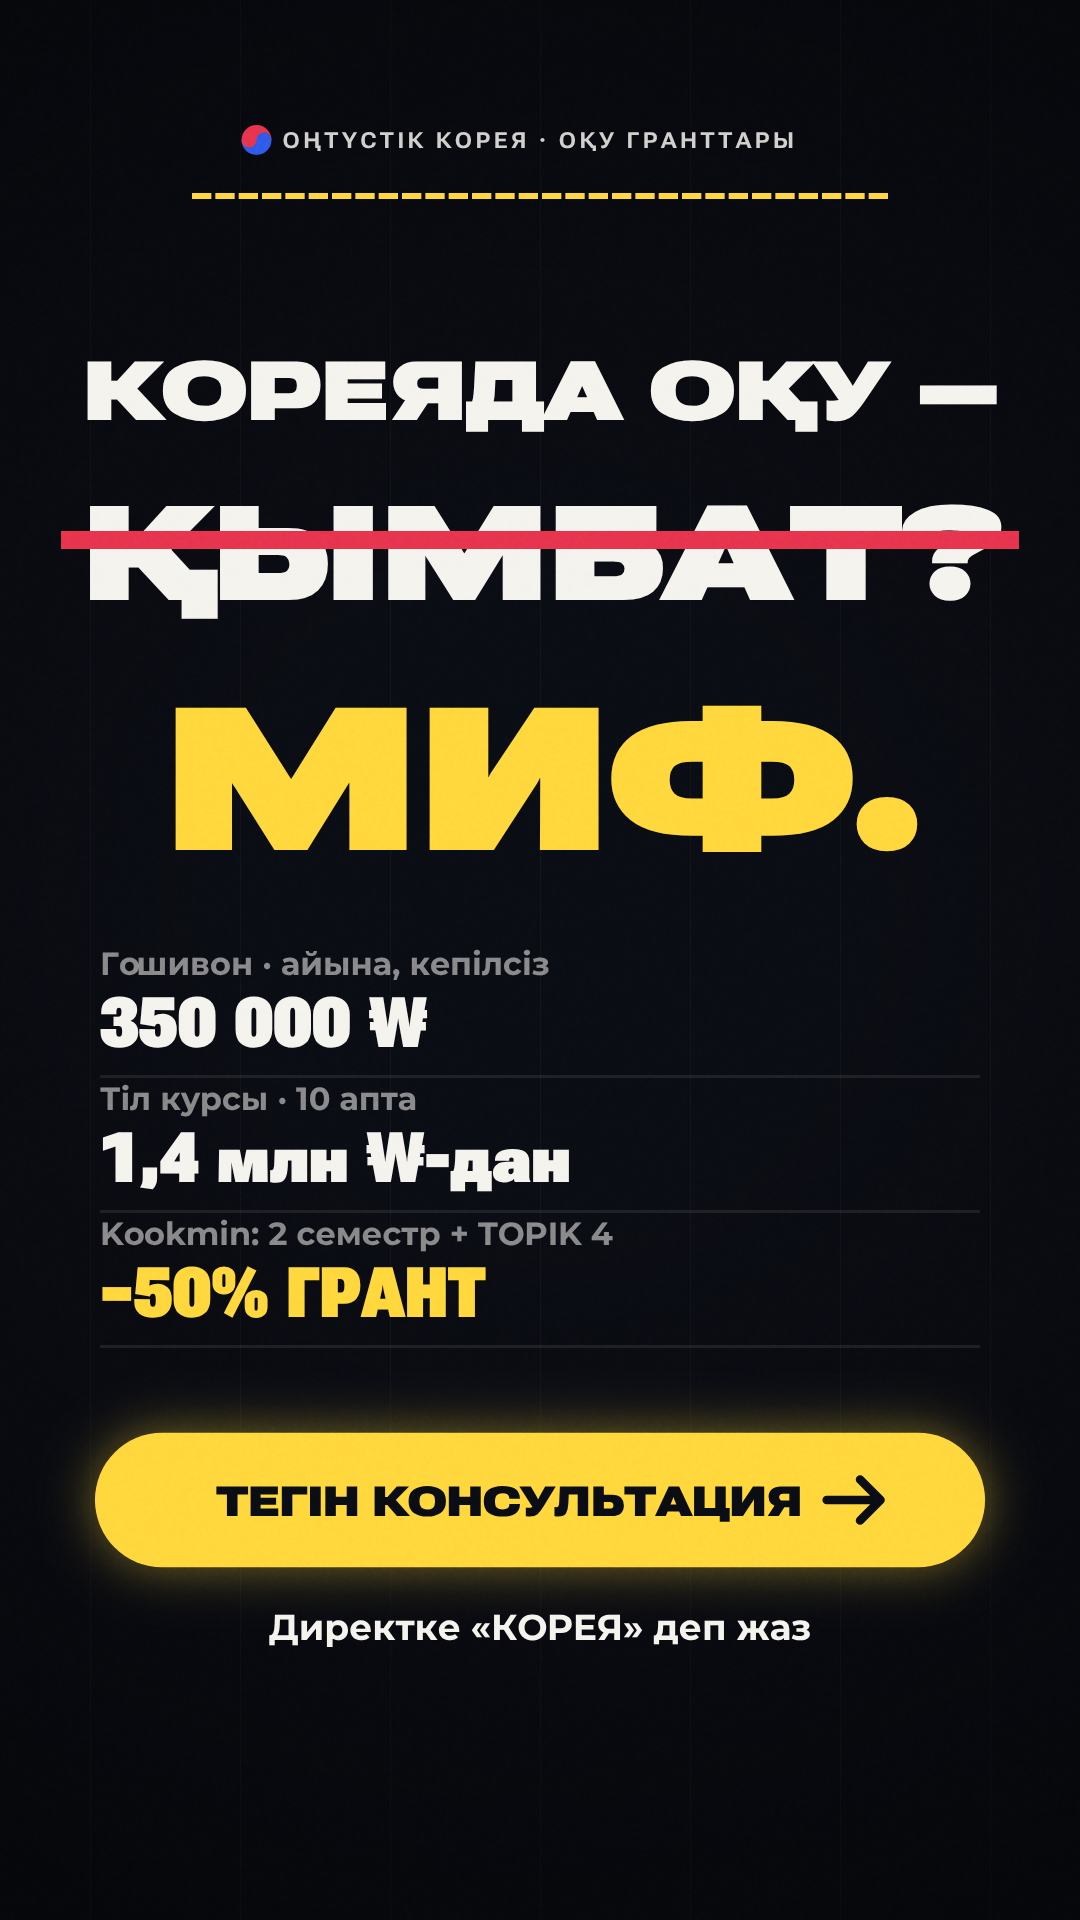 ОҢТҮСТІК КОРЕЯ · ОҚУ ГРАНТТАРЫ
КОРЕЯДА ОҚУ —
ҚЫМБАТ?
МИФ.
Гошивон · айына, кепілсіз
350 000 ₩
Тіл курсы · 10 апта
1,4 млн ₩-дан
Kookmin: 2 семестр + TOPIK 4
−50% ГРАНТ
ТЕГІН КОНСУЛЬТАЦИЯ →
Директке «КОРЕЯ» деп жаз